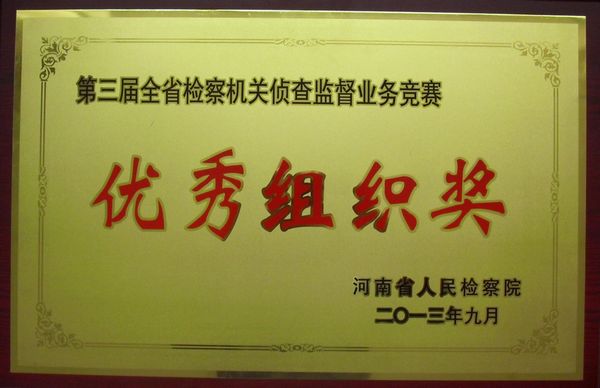 第三届全省检察机关侦查监督业务竞赛
优秀组织奖
河南省人民检察院
二〇一三年九月